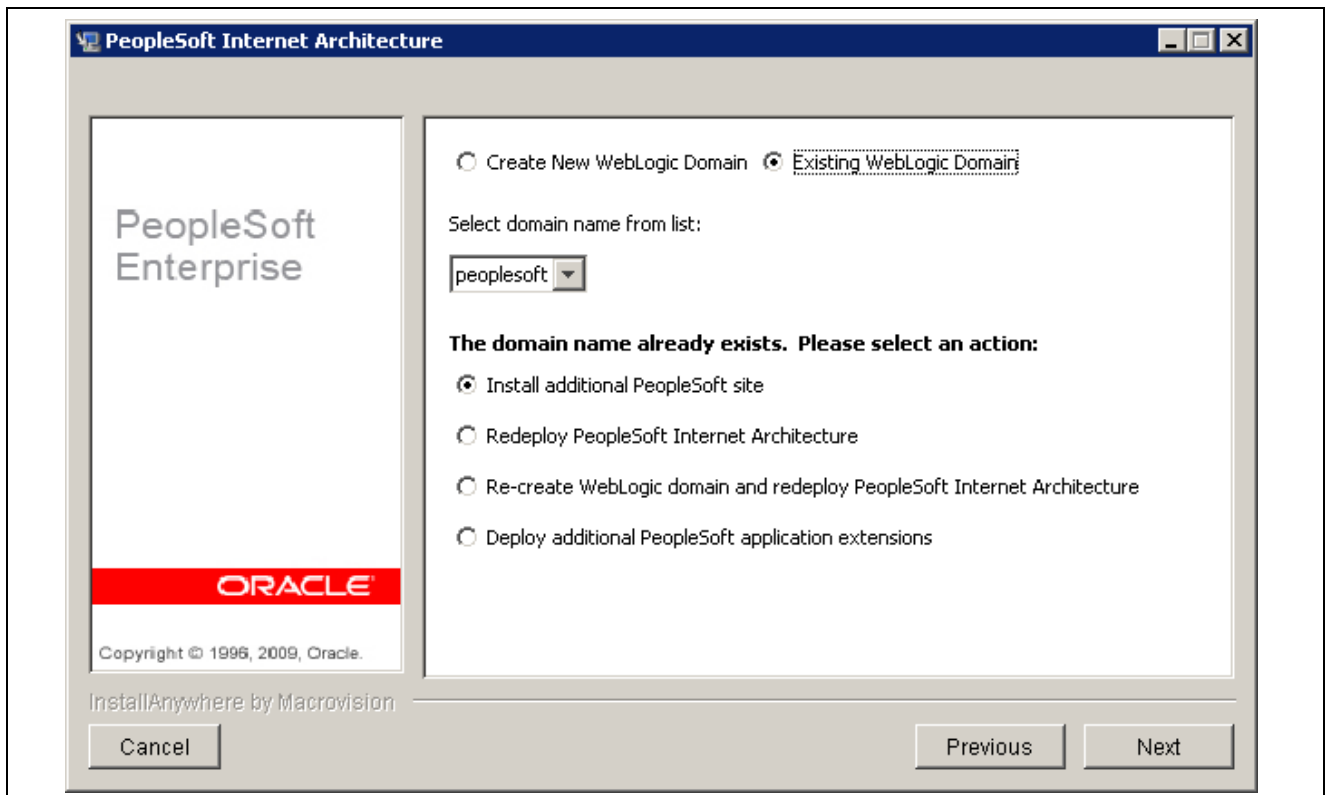 PeopleSoft Internet Architecture
PeopleSoft
Enterprise
ORACLE
Copyright © 1996, 2009, Oracle.
Create New WebLogic Domain Existing WebLogic Domain
Select domain name from list:
peoplesoft
The domain name already exists. Please select an action:
Install additional PeopleSoft site
Redeploy PeopleSoft Internet Architecture
Re-create WebLogic domain and redeploy PeopleSoft Internet Architecture
Deploy additional PeopleSoft application extensions
InstallAnywhere by Macrovision
Cancel Previous Next